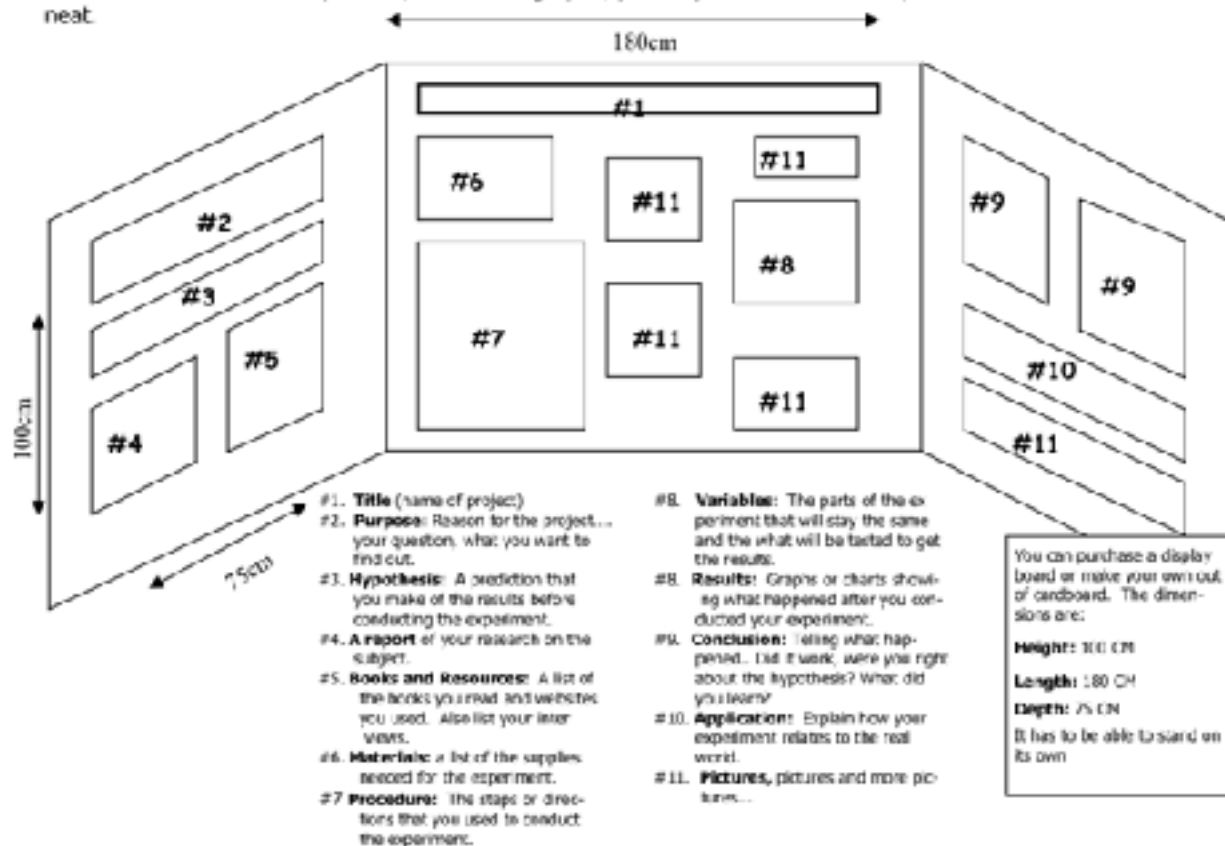 neat.
180cm
#1
#6
#11
#11
#2
#9
#11
#8
#9
#3
#5
#7
#11
#10
#4
#11
#11
100cm
75cm
#1. Title (name of project)
#2. Purpose: Reason for the project...
your question, what you want to
find out.
#3. Hypothesis: A prediction that
you make of the results before
conducting the experiment.
#4. A report of your research on the
subject.
#5. Books and Resources: A list of
the books you read and websites
you used. Also list your inter
views.
#6. Materials: a list of the supplies
needed for the experiment.
#7 Procedure: The steps or direc-
tions that you used to conduct
the experiment.
#8. Variables: The parts of the ex
periment that will stay the same
and the what will be tested to get
the results.
#8. Results: Graphs or charts showi-
ng what happened after you con-
ducted your experiment.
#9. Conclusion: Telling what hap-
pened.. Did it work, were you right
about the hypothesis? What did
you learn?
#10. Application: Explain how your
experiment relates to the real
world.
#11. Pictures, pictures and more pic-
tures...
You can purchase a display
board or make your own out
of cardboard. The dimen-
sions are:
Height: 100 CM
Length: 180 CM
Depth: 75 CM
It has to be able to stand on
its own